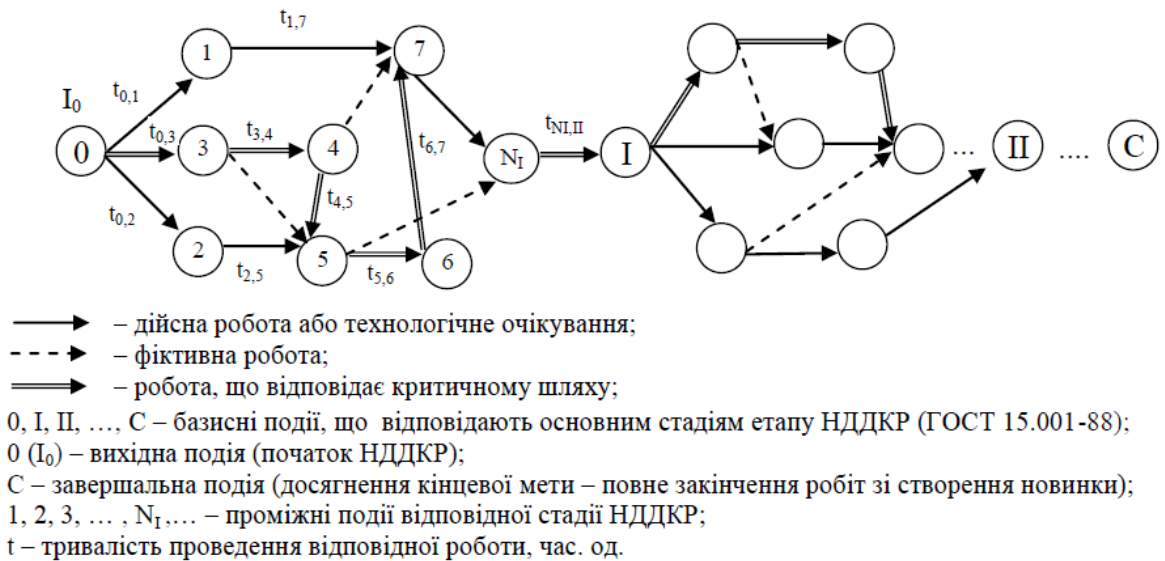 t1,7
1
7
I0
t0,1
tNI,II
t0,3
t3,4
t6,7
0
3
4
NI
I
... II .... C
t4,5
t0,2
2
5
6
t2,5
t5,6
– дійсна робота або технологічне очікування;
– фіктивна робота;
– робота, що відповідає критичному шляху;
0, I, II, …, С – базисні події, що відповідають основним стадіям етапу НДДКР (ГОСТ 15.001-88);
0 (I0) – вихідна подія (початок НДДКР);
С – завершальна подія (досягнення кінцевої мети – повне закінчення робіт зі створення новинки);
1, 2, 3, … , NI ,… – проміжні події відповідної стадії НДДКР;
t – тривалість проведення відповідної роботи, час. од.